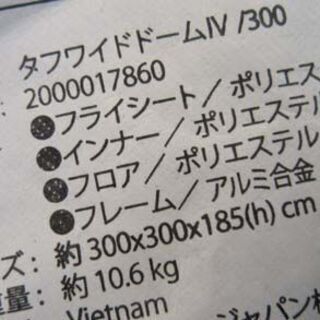 タフワイドドームⅣ /300
2000017860
●フライシート／ポリエス
●インナー／ポリエステル
●フロア／ポリエステル
●フレーム／アルミ合金
ズ: 約 300x300x185(h) cm
重量: 約 10.6 kg
Vietnam
ジャパン株